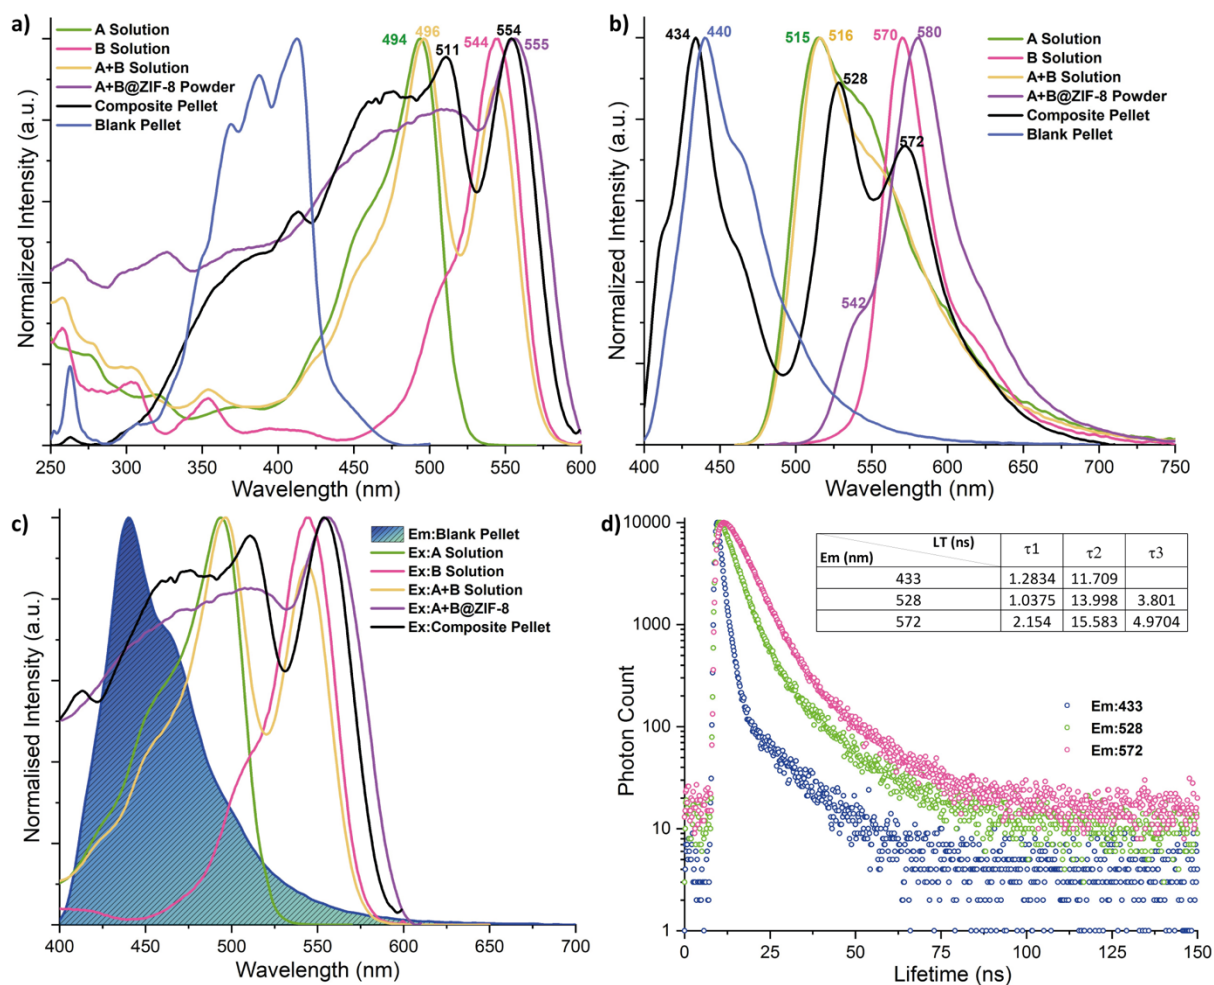 a)
A Solution
B Solution
A+B Solution
A+B@ZIF-8 Powder
Composite Pellet
Blank Pellet
494
496
511
544
554
555
Normalized Intensity (a.u.)
250 300 350 400 450 500 550 600
Wavelength (nm)
b)
434
440
515
516
528
542
570
572
580
A Solution
B Solution
A+B Solution
A+B@ZIF-8 Powder
Composite Pellet
Blank Pellet
Normalized Intensity (a.u.)
400 450 500 550 600 650 700 750
Wavelength (nm)
c)
Em:Blank Pellet
Ex:A Solution
Ex:B Solution
Ex:A+B Solution
Ex:A+B@ZIF-8
Ex:Composite Pellet
Normalised Intensity (a.u.)
400 450 500 550 600 650 700
Wavelength (nm)
d)
10000
1000
100
10
1
Photon Count
LT (ns)
Em (nm)
τ1 τ2 τ3
433 1.2834 11.709
528 1.0375 13.998 3.801
572 2.154 15.583 4.9704
Em:433
Em:528
Em:572
0 25 50 75 100 125 150
Lifetime (ns)